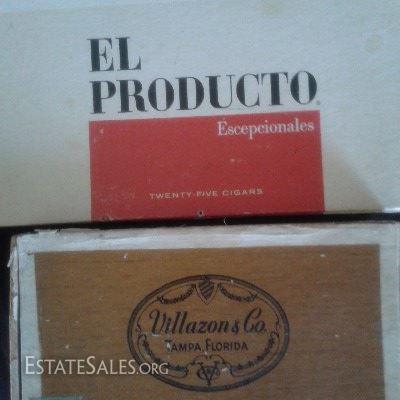 EL
PRODUCTO
Escepcionales
TWENTY-FIVE CIGARS
Villazon & Co.
TAMPA, FLORIDA
ESTATESALES.ORG